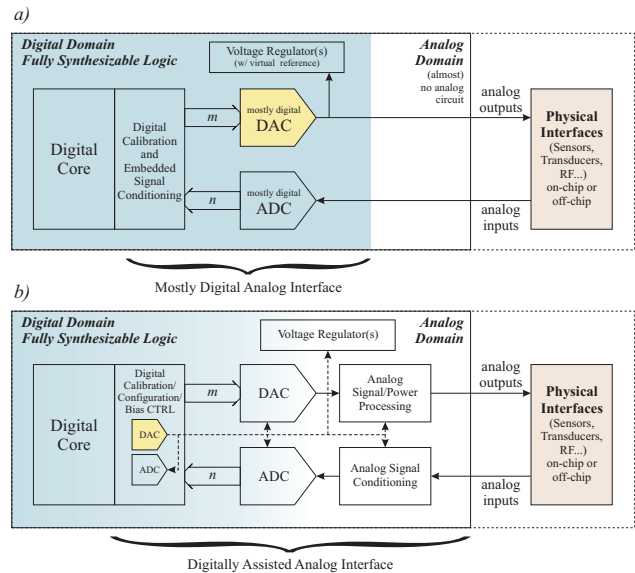 a)
Digital Domain
Fully Synthesizable Logic
Voltage Regulator(s)
(w/ virtual reference)
Analog
Domain
(almost)
no analog
circuit
Digital
Core
Digital
Calibration
and
Embedded
Signal
Conditioning
m
mostly digital
DAC
n
mostly digital
ADC
analog
outputs
analog
inputs
Physical
Interfaces
(Sensors,
Transducers,
RF...)
on-chip or
off-chip
Mostly Digital Analog Interface
b)
Digital Domain
Fully Synthesizable Logic
Voltage Regulator(s)
Analog
Domain
Digital
Core
Digital
Calibration/
Configuration/
Bias CTRL
DAC
ADC
m
DAC
Analog
Signal/Power
Processing
n
ADC
Analog Signal
Conditioning
analog
outputs
analog
inputs
Physical
Interfaces
(Sensors,
Transducers,
RF...)
on-chip or
off-chip
Digitally Assisted Analog Interface